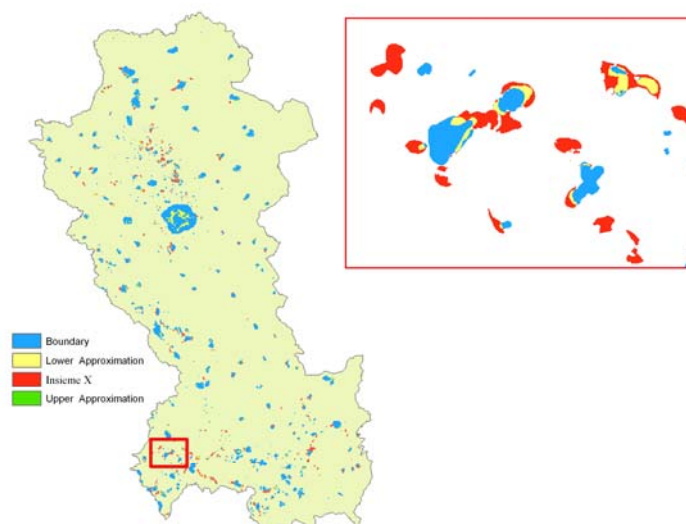 Boundary
Lower Approximation
Insieme X
Upper Approximation